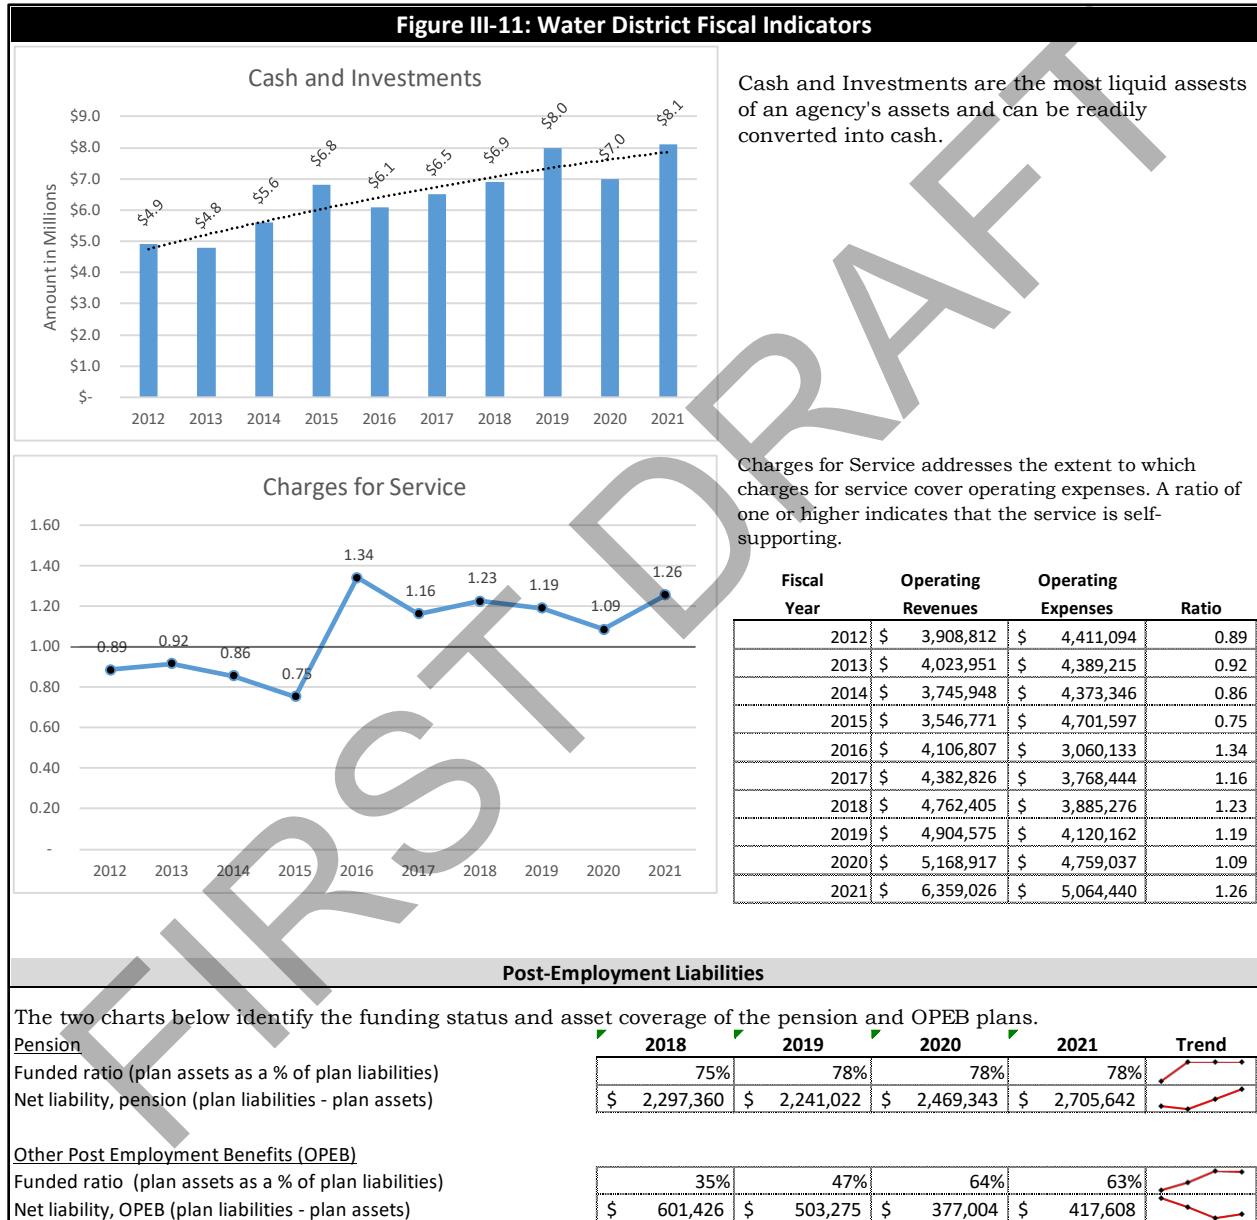 Figure III-11: Water District Fiscal Indicators
Cash and Investments
Amount in Millions
$9.0
$8.0
$7.0
$6.0
$5.0
$4.0
$3.0
$2.0
$1.0
$-
$4.9
$4.8
$5.6
$6.8
$6.1
$6.5
$6.9
$8.0
$7.0
$8.1
2012 2013 2014 2015 2016 2017 2018 2019 2020 2021
Cash and Investments are the most liquid assests
of an agency's assets and can be readily
converted into cash.
Charges for Service
1.60
1.40
1.20
1.00
0.80
0.60
0.40
0.20
-
0.89
0.92
0.86
0.75
1.34
1.16
1.23
1.19
1.09
1.26
2012 2013 2014 2015 2016 2017 2018 2019 2020 2021
Charges for Service addresses the extent to which
charges for service cover operating expenses. A ratio of
one or higher indicates that the service is self-
supporting.
Fiscal Operating Operating
Year Revenues Expenses Ratio
2012 $ 3,908,812 $ 4,411,094 0.89
2013 $ 4,023,951 $ 4,389,215 0.92
2014 $ 3,745,948 $ 4,373,346 0.86
2015 $ 3,546,771 $ 4,701,597 0.75
2016 $ 4,106,807 $ 3,060,133 1.34
2017 $ 4,382,826 $ 3,768,444 1.16
2018 $ 4,762,405 $ 3,885,276 1.23
2019 $ 4,904,575 $ 4,120,162 1.19
2020 $ 5,168,917 $ 4,759,037 1.09
2021 $ 6,359,026 $ 5,064,440 1.26
Post-Employment Liabilities
The two charts below identify the funding status and asset coverage of the pension and OPEB plans.
Pension 2018 2019 2020 2021 Trend
Funded ratio (plan assets as a % of plan liabilities) 75% 78% 78% 78%
Net liability, pension (plan liabilities - plan assets) $ 2,297,360 $ 2,241,022 $ 2,469,343 $ 2,705,642
Other Post Employment Benefits (OPEB)
Funded ratio (plan assets as a % of plan liabilities) 35% 47% 64% 63%
Net liability, OPEB (plan liabilities - plan assets) $ 601,426 $ 503,275 $ 377,004 $ 417,608
FIRST DRAFT